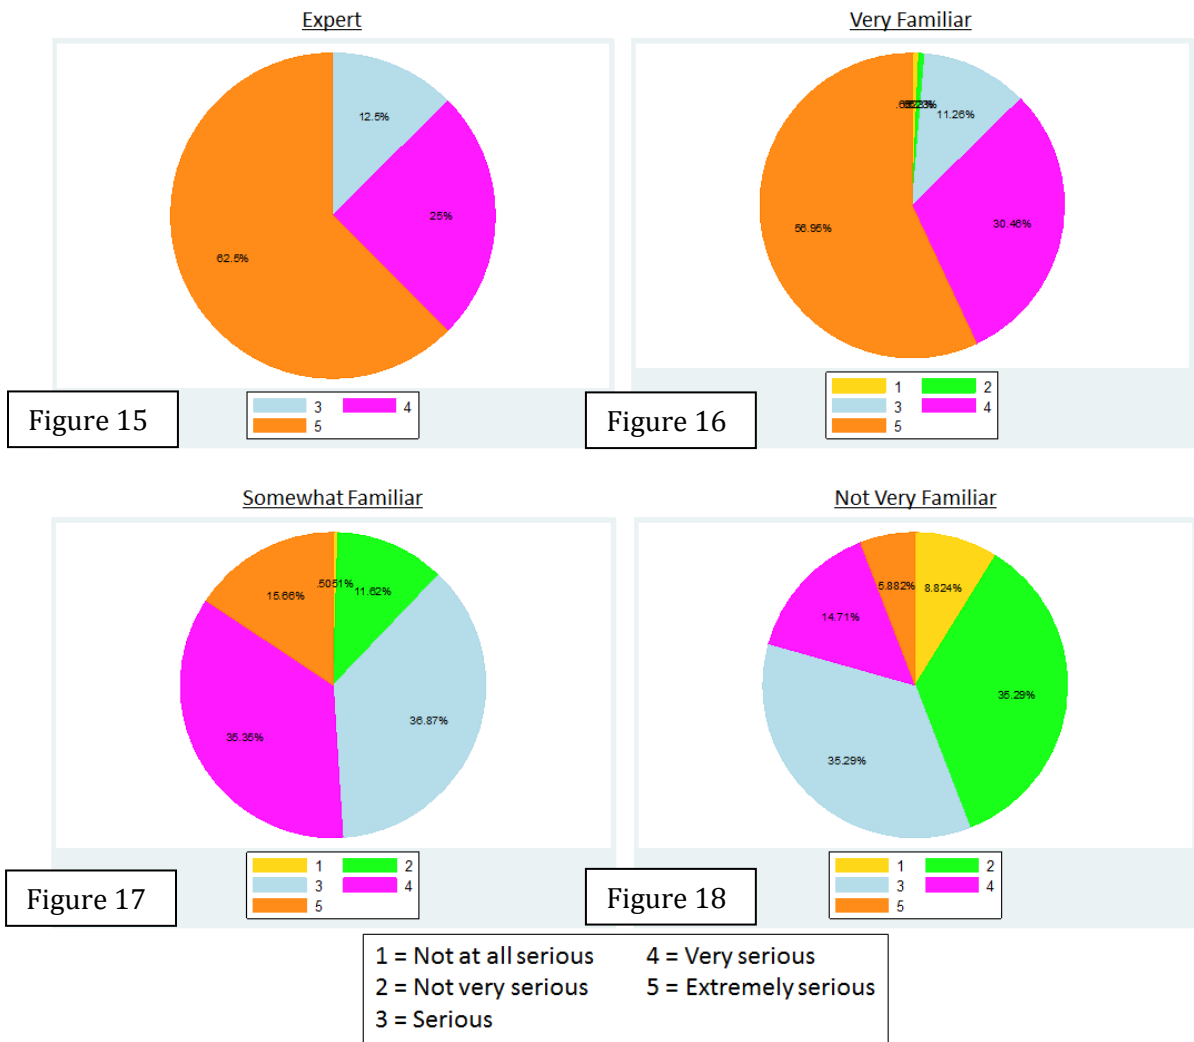 Expert
12.5%
25%
62.5%
3 4
5
Figure 15
Very Familiar
11.26%
30.46%
56.95%
1 2
3 4
5
Figure 16
Somewhat Familiar
.5051%
11.62%
15.66%
36.87%
35.35%
1 2
3 4
5
Figure 17
Not Very Familiar
5.882%
8.824%
14.71%
35.29%
35.29%
1 2
3 4
5
Figure 18
1 = Not at all serious 4 = Very serious
2 = Not very serious 5 = Extremely serious
3 = Serious